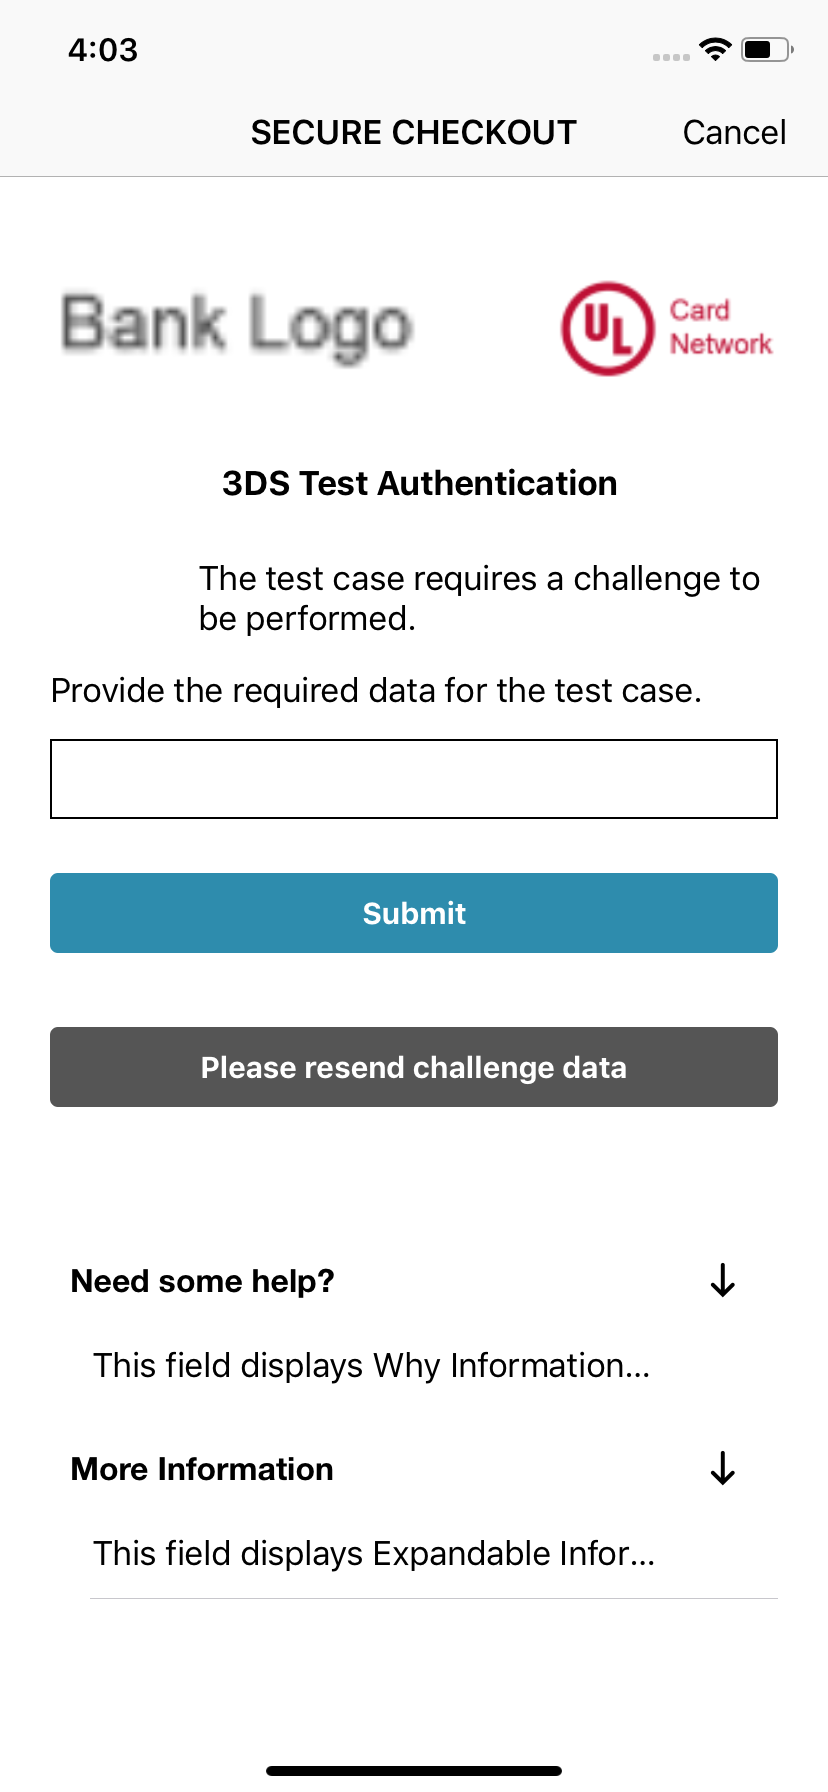 4:03
SECURE CHECKOUT
Cancel
Bank Logo
UL
Card
Network
3DS Test Authentication
The test case requires a challenge to
be performed.
Provide the required data for the test case.
Submit
Please resend challenge data
Need some help?
This field displays Why Information...
More Information
This field displays Expandable Infor...